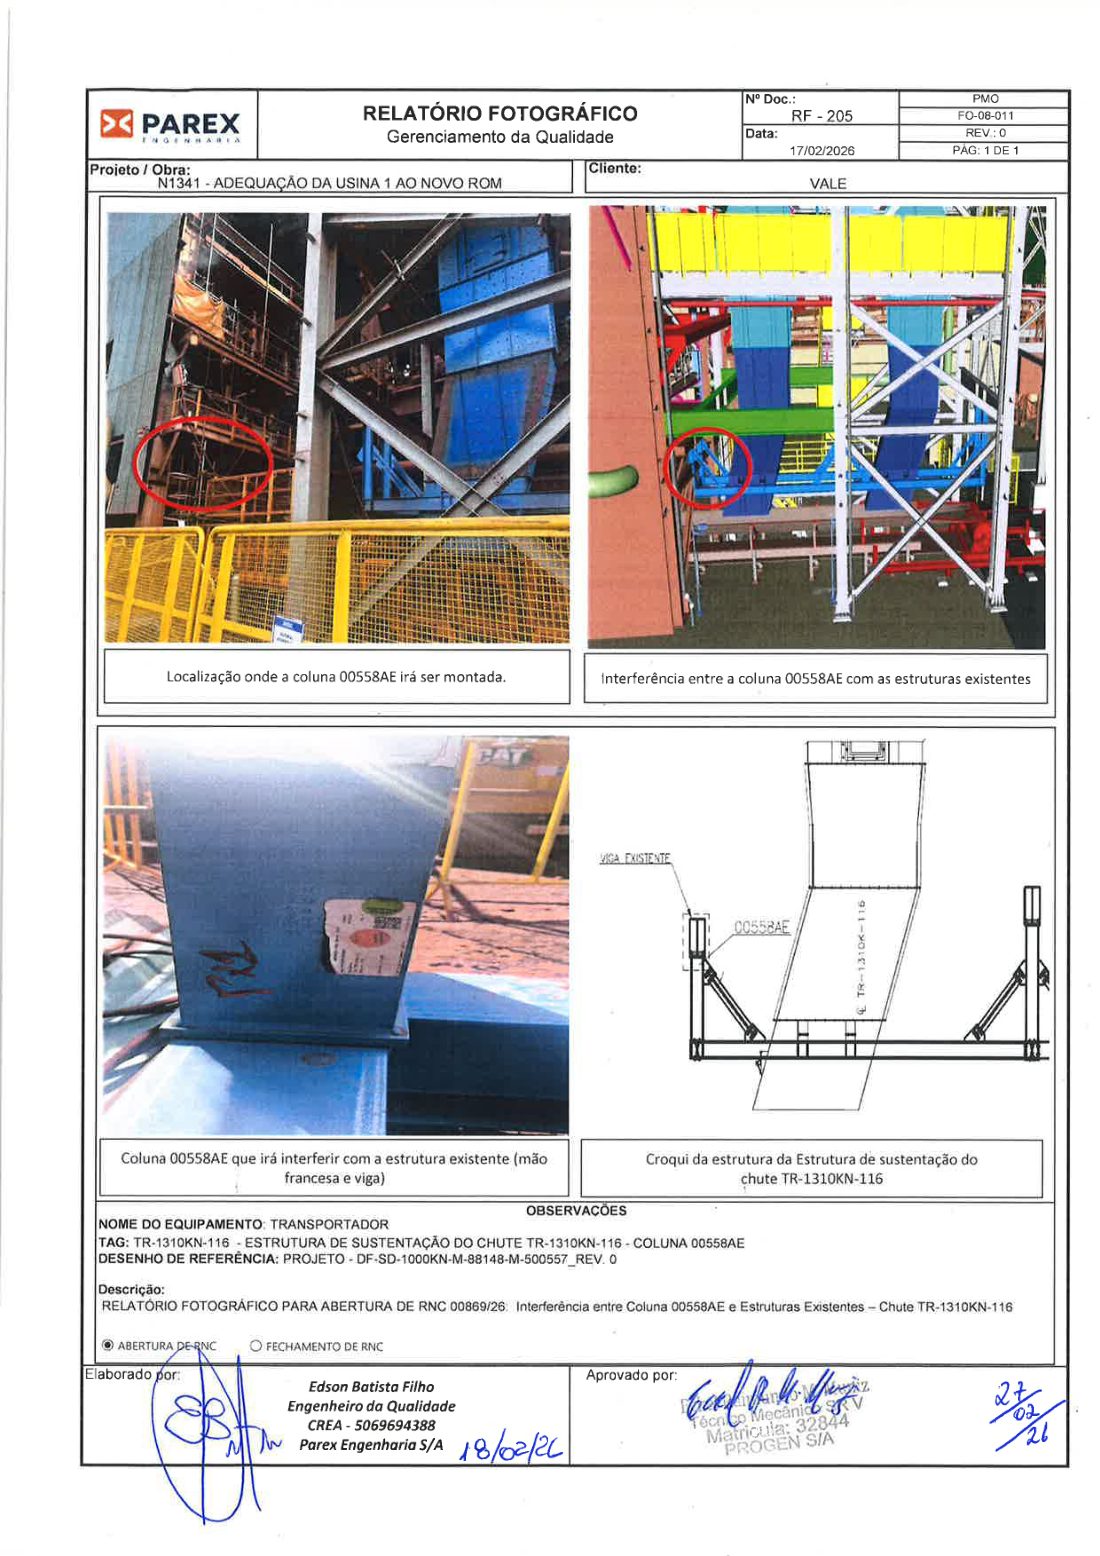 PAREX
ENGENHARIA
RELATÓRIO FOTOGRÁFICO
Gerenciamento da Qualidade
Nº Doc.:
RF - 205
Data:
17/02/2026
PMO
FO-08-011
REV.: 0
PÁG: 1 DE 1
Projeto / Obra:
N1341 - ADEQUAÇÃO DA USINA 1 AO NOVO ROM
Cliente:
VALE
Localização onde a coluna 00558AE irá ser montada.
Interferência entre a coluna 00558AE com as estruturas existentes
VIGA EXISTENTE
00558AE
TR-1310K-116
Coluna 00558AE que irá interferir com a estrutura existente (mão
francesa e viga)
Croqui da estrutura da Estrutura de sustentação do
chute TR-1310KN-116
OBSERVAÇÕES
NOME DO EQUIPAMENTO: TRANSPORTADOR
TAG: TR-1310KN-116 - ESTRUTURA DE SUSTENTAÇÃO DO CHUTE TR-1310KN-116 - COLUNA 00558AE
DESENHO DE REFERÊNCIA: PROJETO - DF-SD-1000KN-M-88148-M-500557_REV. 0
Descrição:
RELATÓRIO FOTOGRÁFICO PARA ABERTURA DE RNC 00869/26: Interferência entre Coluna 00558AE e Estruturas Existentes – Chute TR-1310KN-116
ABERTURA DE RNC
FECHAMENTO DE RNC
Elaborado por:
Edson Batista Filho
Engenheiro da Qualidade
CREA - 5069694388
Parex Engenharia S/A
18/02/26
Aprovado por:
Técnico Mecânico SR V
Matrícula: 32844
PROGEN S/A
27/02/26